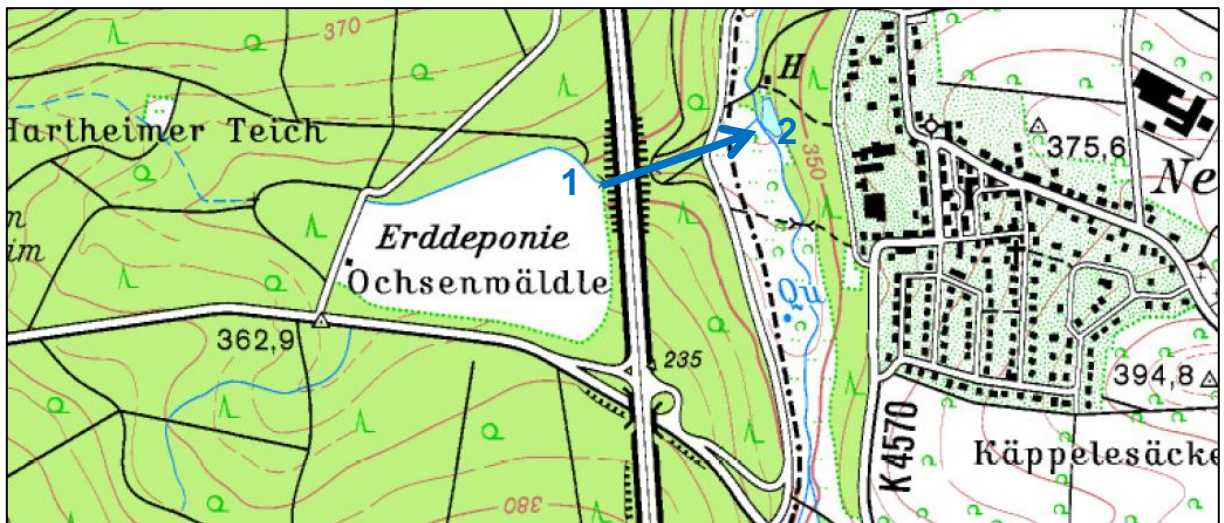 370
H
2
375,6
Hartheimer Teich
1
350
Ne
Erddeponie
Ochsenwäldle
im
Qu
362,9
235
394,8
K 4570
Käppelesäcke
380